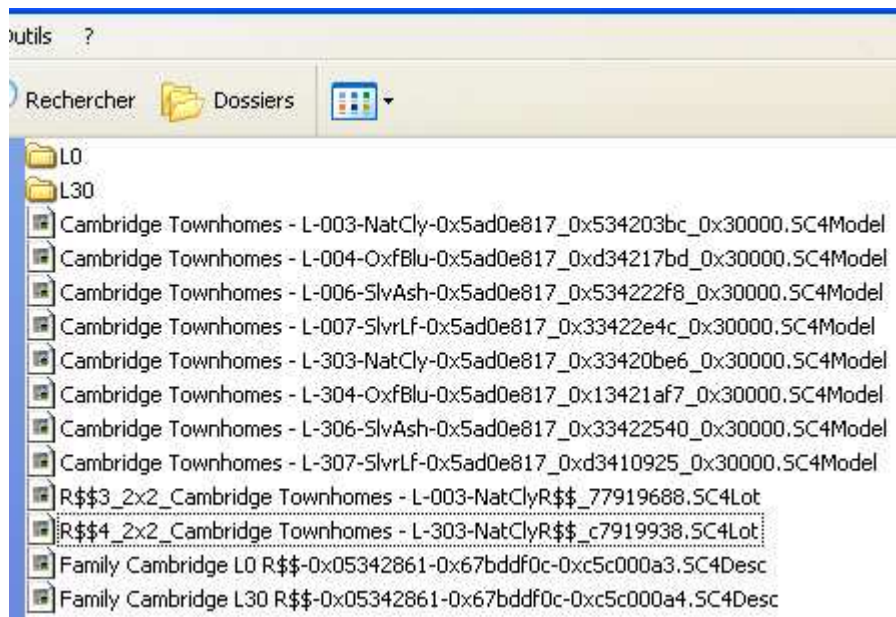 Outils ?
Rechercher Dossiers
L0
L30
Cambridge Townhomes - L-003-NatCly-0x5ad0e817_0x534203bc_0x30000.SC4Model
Cambridge Townhomes - L-004-OxfBlu-0x5ad0e817_0xd34217bd_0x30000.SC4Model
Cambridge Townhomes - L-006-SlvAsh-0x5ad0e817_0x534222f8_0x30000.SC4Model
Cambridge Townhomes - L-007-SlvrLf-0x5ad0e817_0x33422e4c_0x30000.SC4Model
Cambridge Townhomes - L-303-NatCly-0x5ad0e817_0x33420be6_0x30000.SC4Model
Cambridge Townhomes - L-304-OxfBlu-0x5ad0e817_0x13421af7_0x30000.SC4Model
Cambridge Townhomes - L-306-SlvAsh-0x5ad0e817_0x33422540_0x30000.SC4Model
Cambridge Townhomes - L-307-SlvrLf-0x5ad0e817_0xd3410925_0x30000.SC4Model
R$$3_2x2_Cambridge Townhomes - L-003-NatClyR$$_77919688.SC4Lot
R$$4_2x2_Cambridge Townhomes - L-303-NatClyR$$_c7919938.SC4Lot
Family Cambridge L0 R$$-0x05342861-0x67bddf0c-0xc5c000a3.SC4Desc
Family Cambridge L30 R$$-0x05342861-0x67bddf0c-0xc5c000a4.SC4Desc